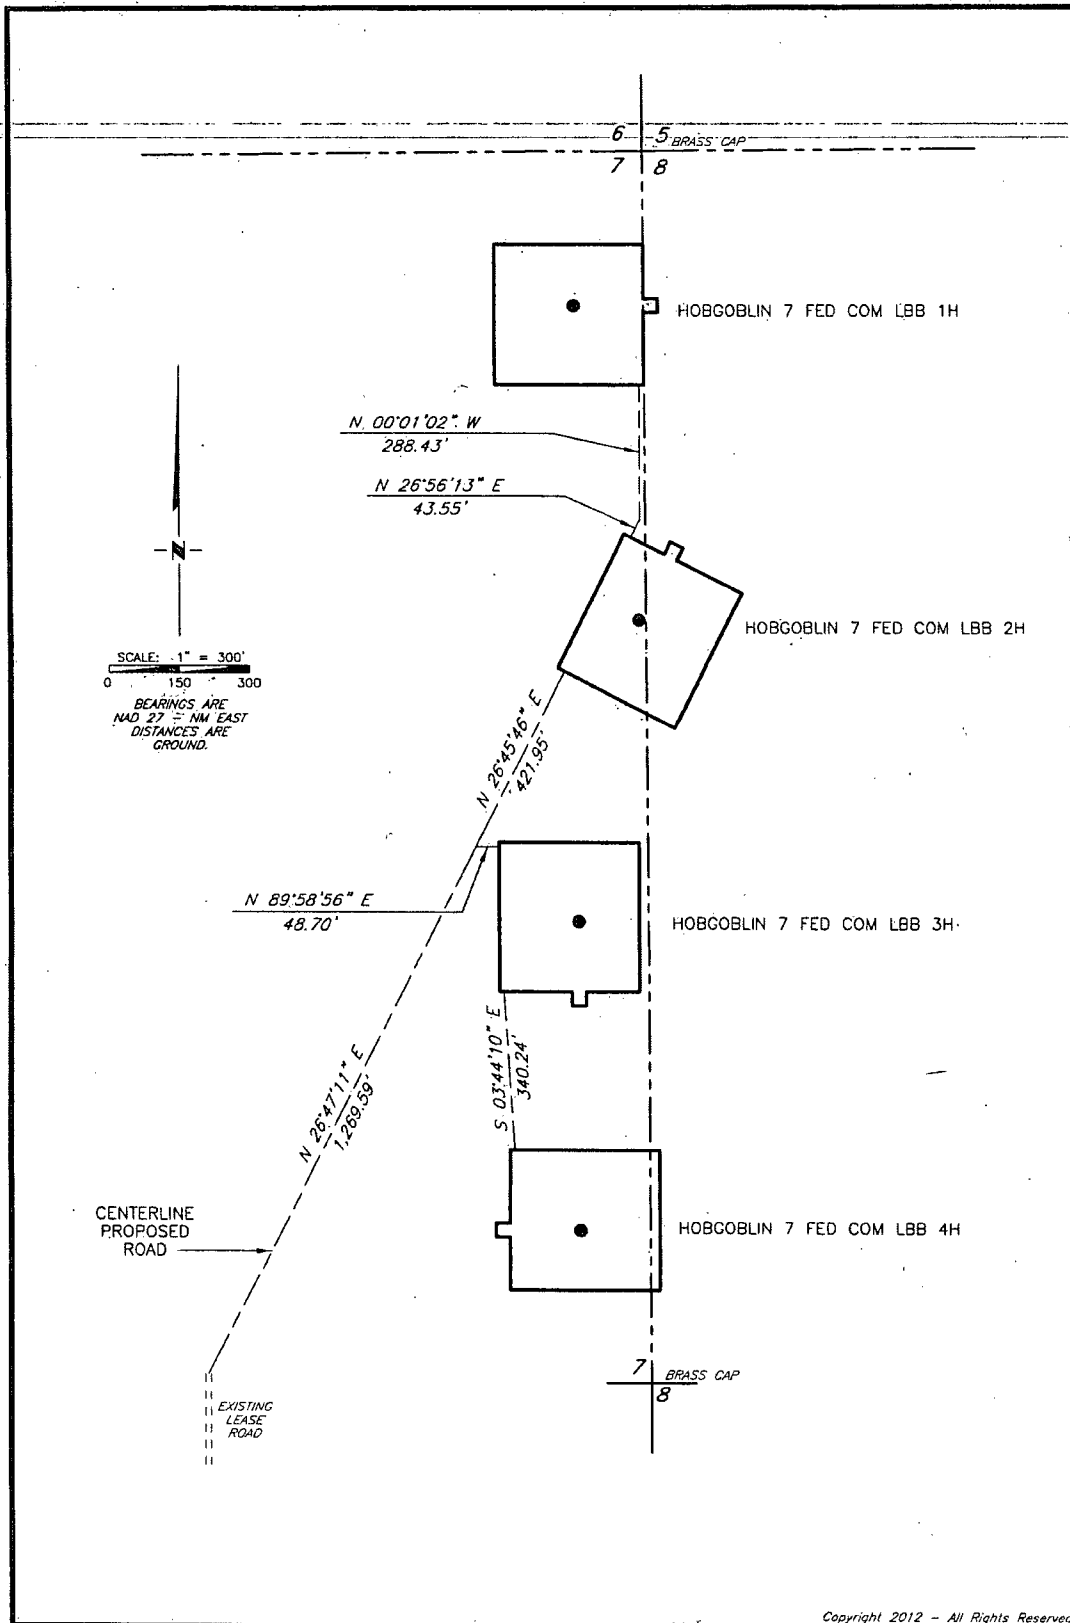 6 5 BRASS CAP
7 8
HOBGOBLIN 7 FED COM LBB 1H
N 00°01'02" W
288.43'
N 26°56'13" E
43.55'
N
HOBGOBLIN 7 FED COM LBB 2H
SCALE: 1" = 300'
0 150 300
BEARINGS ARE
NAD 27 - NM EAST
DISTANCES ARE
GROUND.
N 26°45'46" E
421.95'
N 89°58'56" E
48.70'
HOBGOBLIN 7 FED COM LBB 3H
S 03°44'10" E
340.24'
N 26°47'11" E
1,269.59'
CENTERLINE
PROPOSED
ROAD
HOBGOBLIN 7 FED COM LBB 4H
7 BRASS CAP
8
EXISTING
LEASE
ROAD
Copyright 2012 - All Rights Reserved